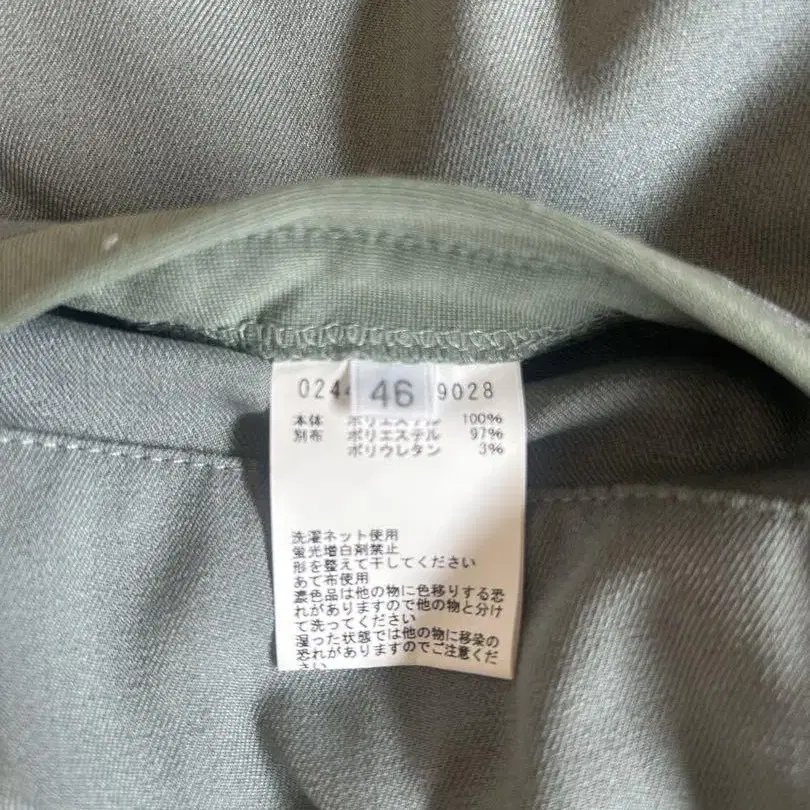 024 46 9028
本体 ポリエステル 100%
別布 ポリエステル 97%
ポリウレタン 3%
洗濯ネット使用
蛍光増白剤禁止
形を整えて干してください
あて布使用
濃色品は他の物に色移りする恐
れがありますので他の物と分け
て洗ってください
湿った状態では他の物に移染の
恐れがありますのでご注意くだ
さい